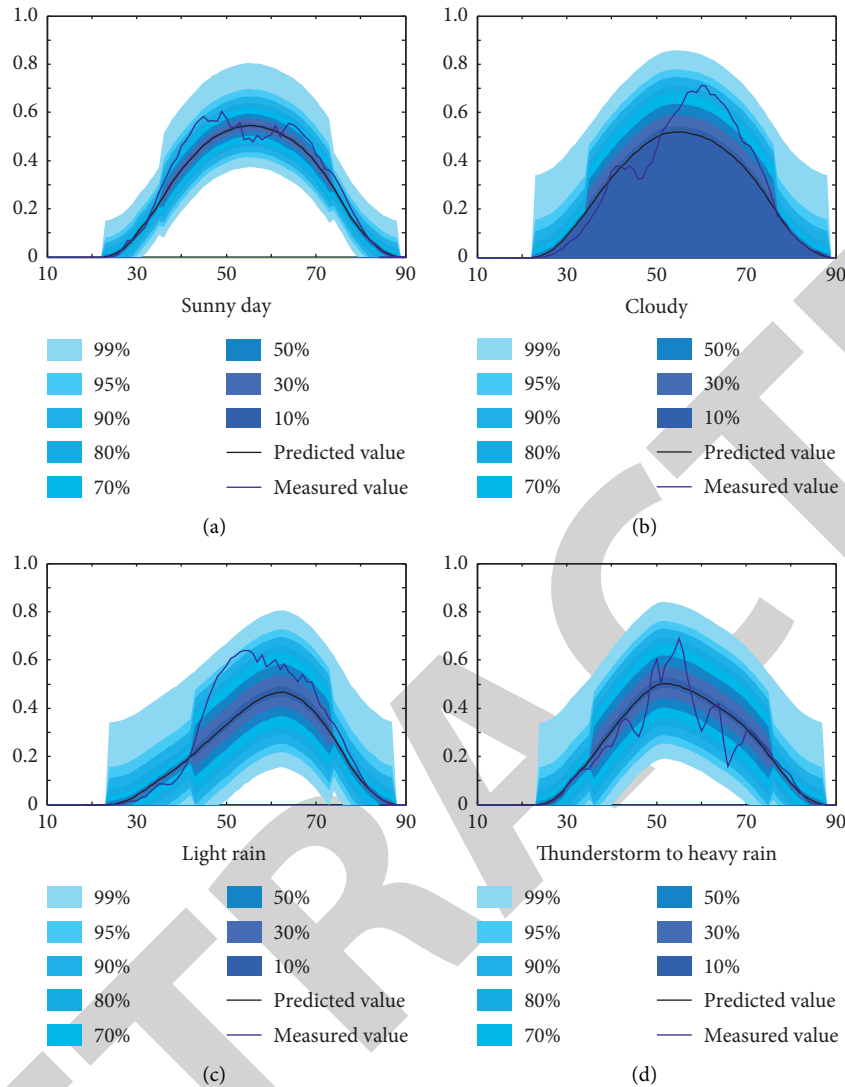 1.0
0.8
0.6
0.4
0.2
0
10 30 50 70 90
Sunny day
99% 50%
95% 30%
90% 10%
80% Predicted value
70% Measured value
(a)
1.0
0.8
0.6
0.4
0.2
0
10 30 50 70 90
Cloudy
99% 50%
95% 30%
90% 10%
80% Predicted value
70% Measured value
(b)
1.0
0.8
0.6
0.4
0.2
0
10 30 50 70 90
Light rain
99% 50%
95% 30%
90% 10%
80% Predicted value
70% Measured value
(c)
1.0
0.8
0.6
0.4
0.2
0
10 30 50 70 90
Thunderstorm to heavy rain
99% 50%
95% 30%
90% 10%
80% Predicted value
70% Measured value
(d)